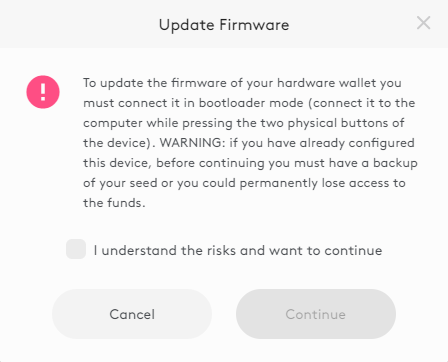 Update Firmware
To update the firmware of your hardware wallet you
must connect it in bootloader mode (connect it to the
computer while pressing the two physical buttons of
the device). WARNING: if you have already configured
this device, before continuing you must have a backup
of your seed or you could permanently lose access to
the funds.
I understand the risks and want to continue
Cancel
Continue